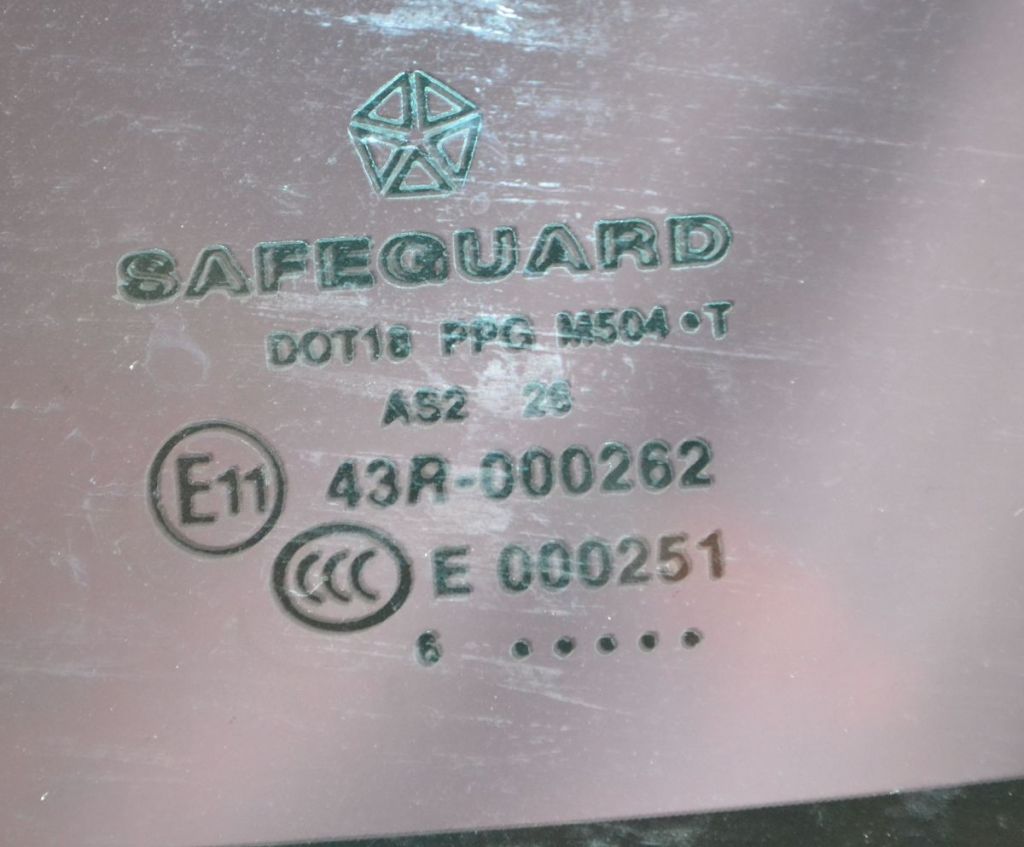 SAFEGUARD
DOT18 PPG M504•T
AS2 26
E11 43R-000262
CCC E 000251
6 •••••